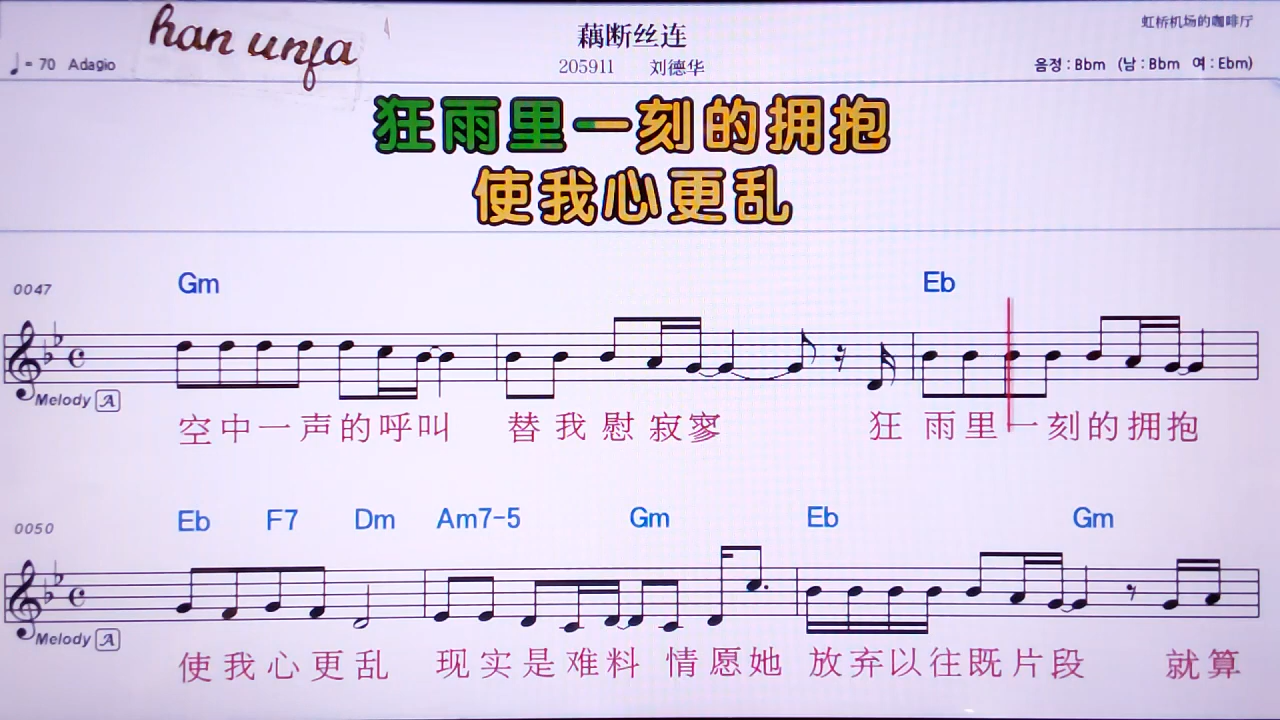 han unfa
藕断丝连
虹桥机场的咖啡厅
♩= 70 Adagio
205911 刘德华
음정 : Bbm (남 : Bbm 여 : Ebm)
狂雨里一刻的拥抱
使我心更乱
0047 Gm Eb
Melody A
空中一声的呼叫 替我慰寂寥 狂雨里一刻的拥抱
0050 Eb F7 Dm Am7-5 Gm Eb Gm
Melody A
使我心更乱 现实是难料 情愿她 放弃以往既片段 就算